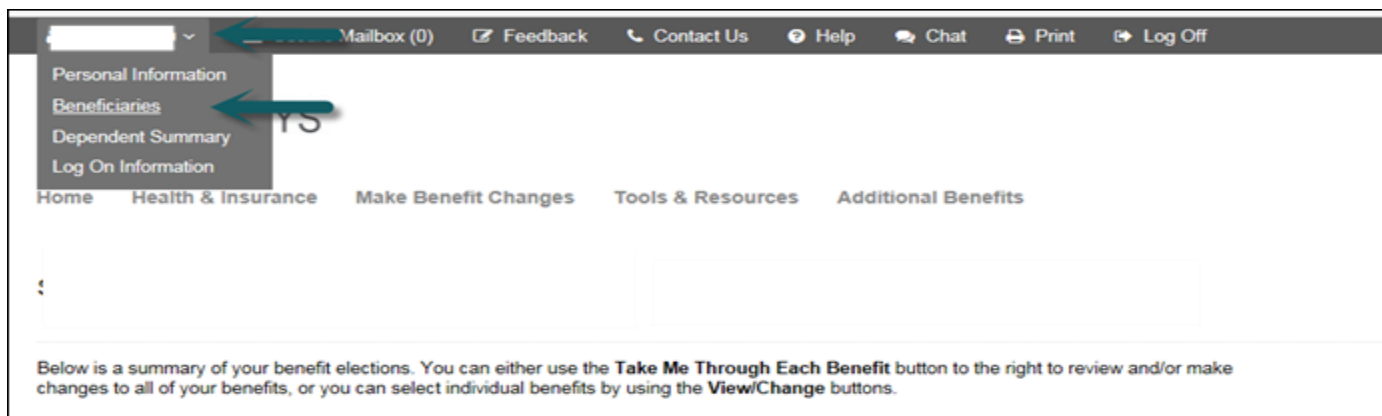 Mailbox (0) Feedback Contact Us Help Chat Print Log Off
Personal Information
Beneficiaries
YS
Dependent Summary
Log On Information
Home Health & Insurance Make Benefit Changes Tools & Resources Additional Benefits
Below is a summary of your benefit elections. You can either use the Take Me Through Each Benefit button to the right to review and/or make
changes to all of your benefits, or you can select individual benefits by using the View/Change buttons.